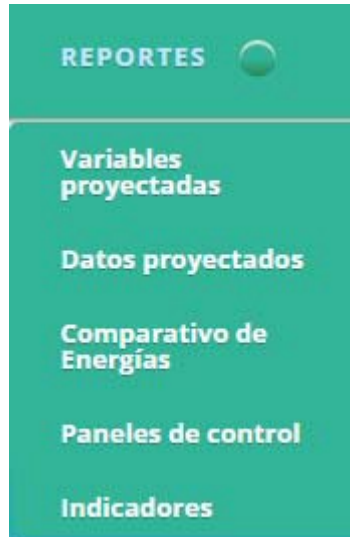 REPORTES
Variables
proyectadas
Datos proyectados
Comparativo de
Energías
Paneles de control
Indicadores